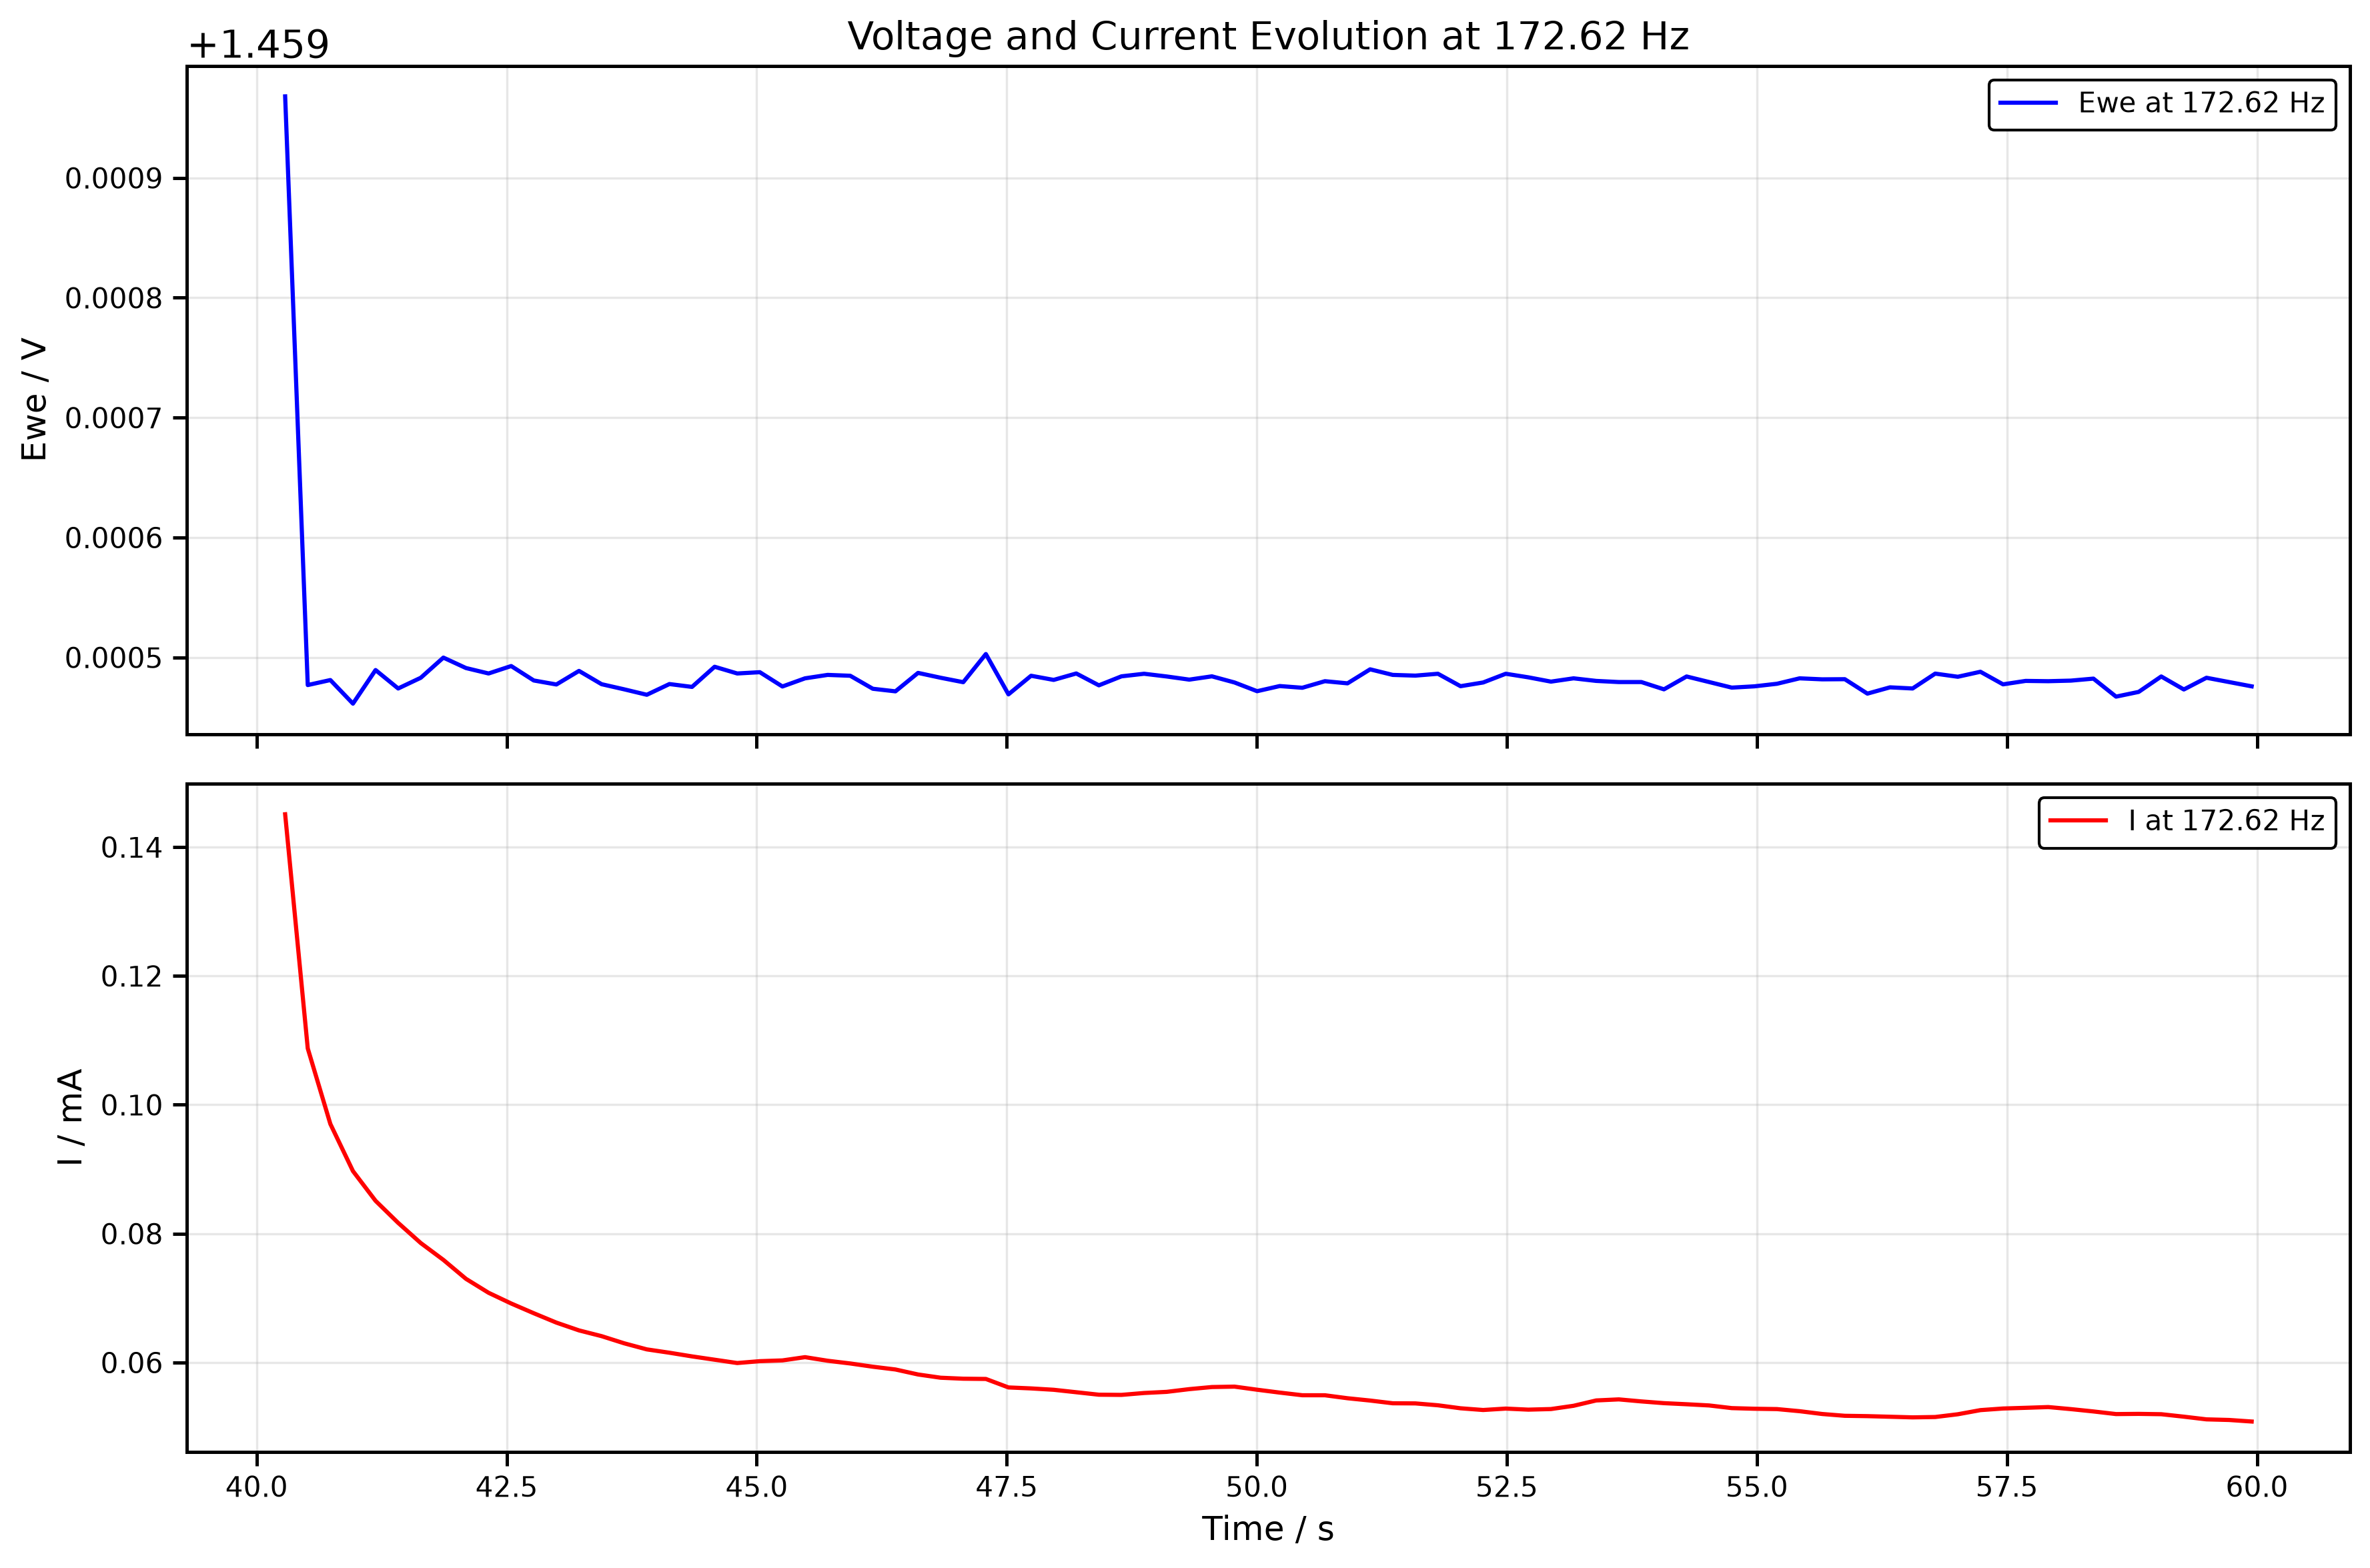 Voltage and Current Evolution at 172.62 Hz
+1.459
Ewe at 172.62 Hz
0.0009
0.0008
0.0007
0.0006
0.0005
Ewe / V
I at 172.62 Hz
0.14
0.12
0.10
0.08
0.06
I / mA
40.0 42.5 45.0 47.5 50.0 52.5 55.0 57.5 60.0
Time / s